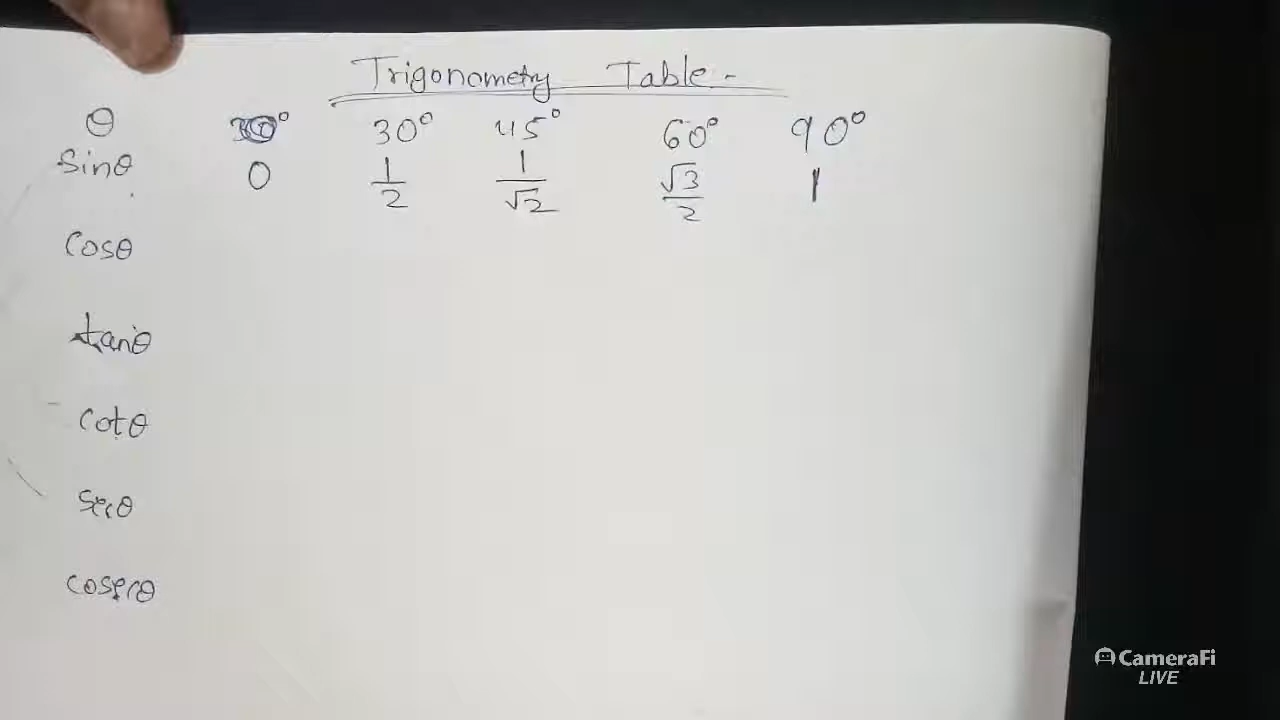 Trigonometry Table.-
θ 0° 30° 45° 60° 90°
sinθ 0 1/2 1/√2 √3/2 1
cosθ
tanθ
cotθ
secθ
cosecθ
CameraFi
LIVE